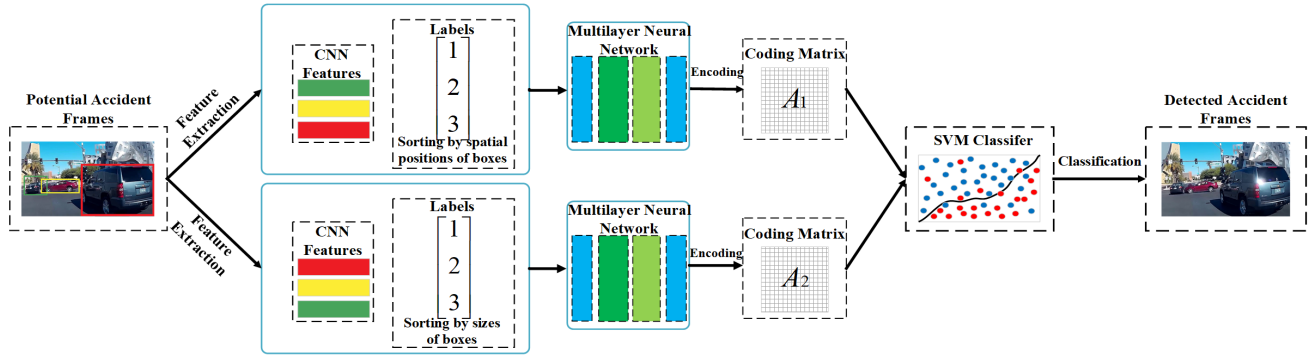 Potential Accident
Frames
Feature
Extraction
Feature
Extraction
CNN
Features
Labels
1
2
3
Sorting by spatial
positions of boxes
Multilayer Neural
Network
Encoding
Coding Matrix
A1
CNN
Features
Labels
1
2
3
Sorting by sizes
of boxes
Multilayer Neural
Network
Encoding
Coding Matrix
A2
SVM Classifer
Classification
Detected Accident
Frames